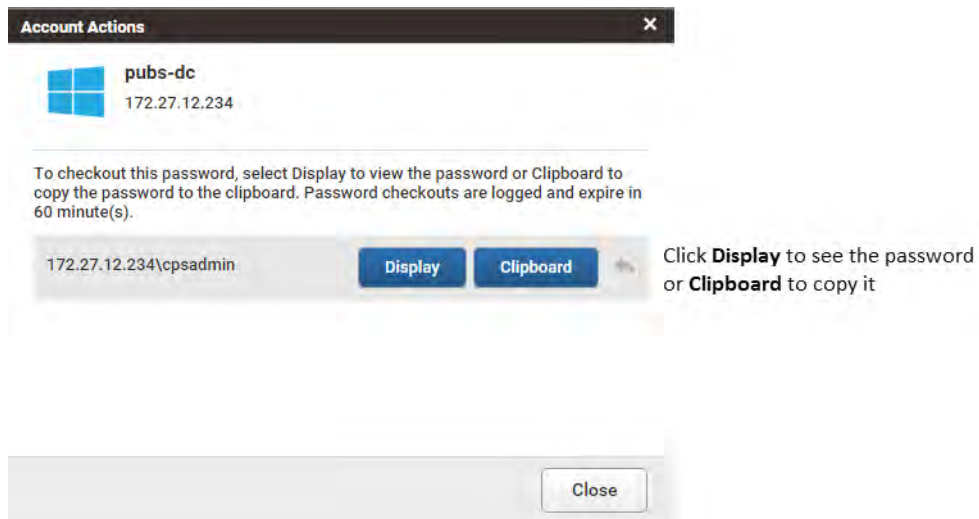 Account Actions ×
pubs-dc
172.27.12.234
To checkout this password, select Display to view the password or Clipboard to
copy the password to the clipboard. Password checkouts are logged and expire in
60 minute(s).
172.27.12.234\cpsadmin Display Clipboard
Click Display to see the password
or Clipboard to copy it
Close